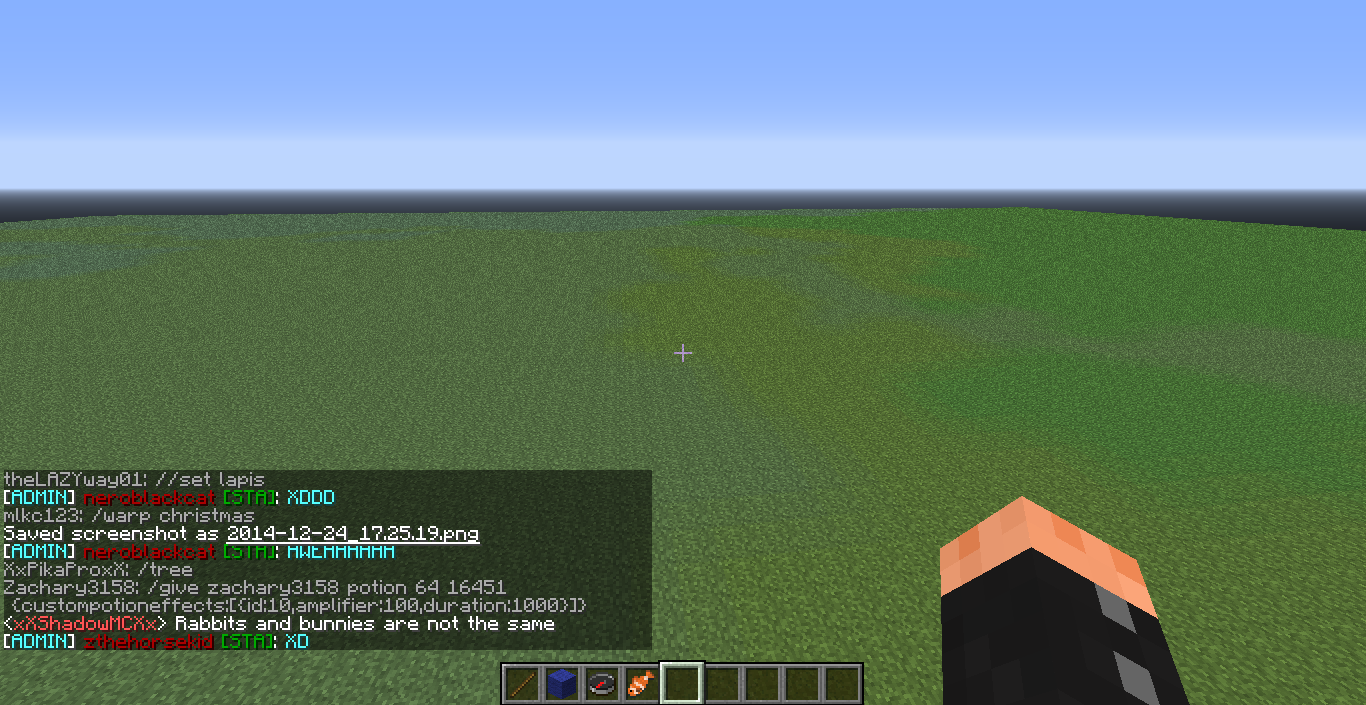 theLAZYway01: //set lapis
[ADMIN] neroblackcat [STA]: XDDD
mlkc123: /warp christmas
Saved screenshot as 2014-12-24_17.25.19.png
[ADMIN] neroblackcat [STA]: AWEAAAAAA
XxPikaProxX: /tree
Zachary3158: /give zachary3158 potion 64 16451
{custompotioneffects:[{id:10,amplifier:100,duration:1000}]}
<xXShadowMCXx> Rabbits and bunnies are not the same
[ADMIN] zthehorsekid [STA]: XD